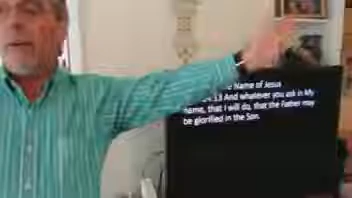 Name of Jesus
:13 And whatever you ask in My
name, that I will do, that the Father may
be glorified in the Son.